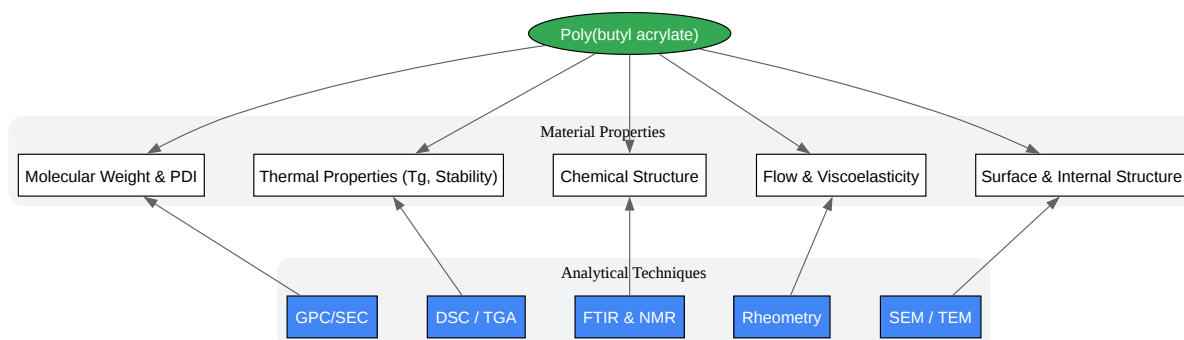 Poly(butyl acrylate)
Material Properties
Molecular Weight & PDI
Thermal Properties (Tg, Stability)
Chemical Structure
Flow & Viscoelasticity
Surface & Internal Structure
Analytical Techniques
GPC/SEC
DSC / TGA
FTIR & NMR
Rheometry
SEM / TEM